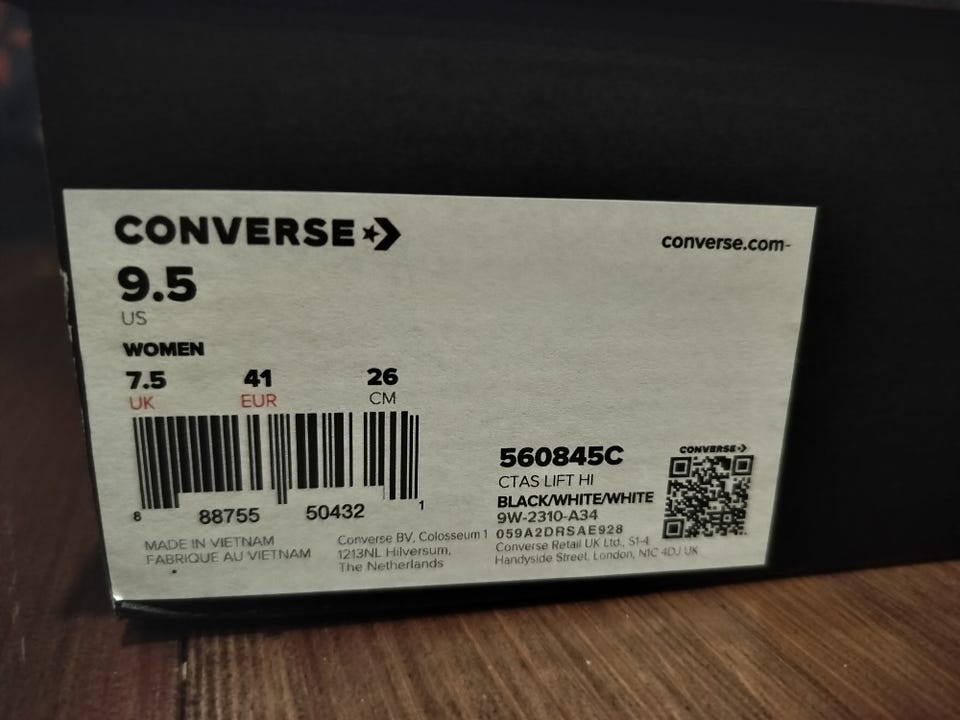 CONVERSE
converse.com
9.5
US
WOMEN
7.5 41 26
UK EUR CM
8 88755 50432 1
MADE IN VIETNAM
FABRIQUE AU VIETNAM
Converse BV, Colosseum 1
1213NL Hilversum,
The Netherlands
CONVERSE
560845C
CTAS LIFT HI
BLACK/WHITE/WHITE
9W-2310-A34
059A2DRSAE928
Converse Retail UK Ltd., S1-4
Handyside Street, London, N1C 4DJ UK